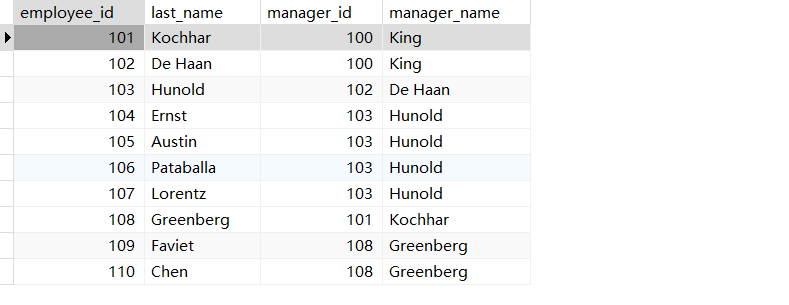 employee_id last_name manager_id manager_name
101 Kochhar 100 King
102 De Haan 100 King
103 Hunold 102 De Haan
104 Ernst 103 Hunold
105 Austin 103 Hunold
106 Pataballa 103 Hunold
107 Lorentz 103 Hunold
108 Greenberg 101 Kochhar
109 Faviet 108 Greenberg
110 Chen 108 Greenberg